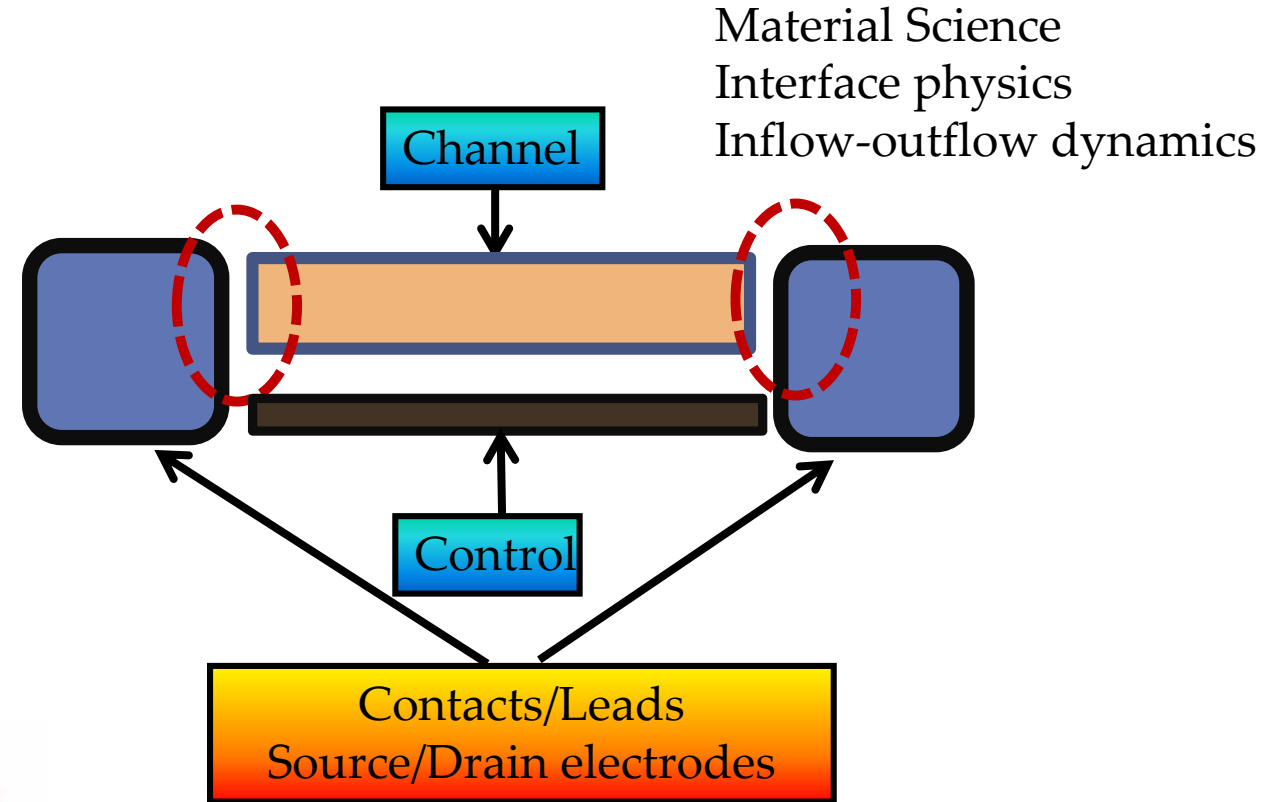 Material Science
Interface physics
Inflow-outflow dynamics
Channel
Control
Contacts/Leads
Source/Drain electrodes